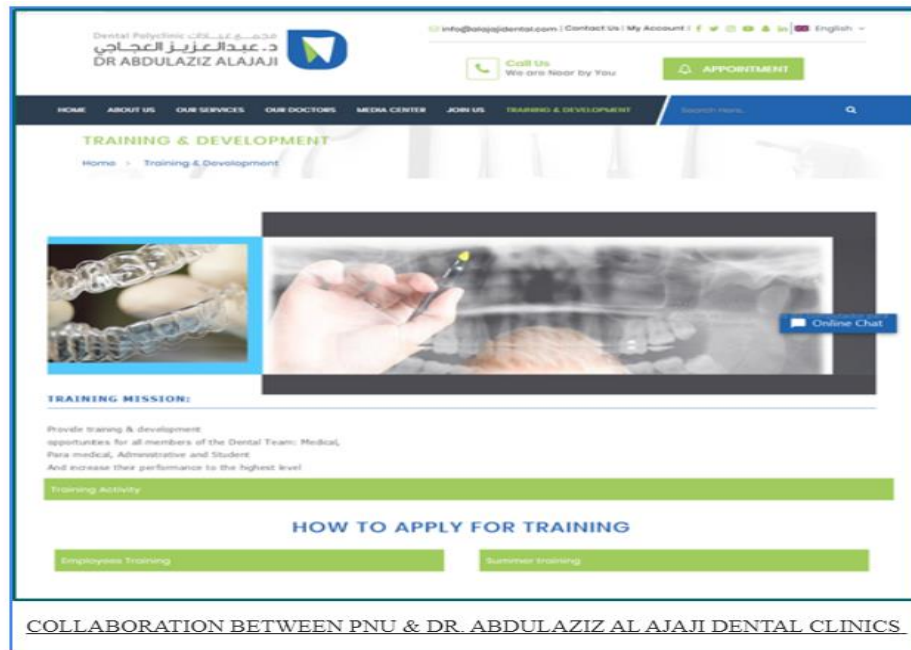 info@alajajidental.com | Contact Us | My Account | English
Dental Polyclinic مجمع عيادات
د.عبدالعزيز العجاجي
DR ABDULAZIZ ALAJAJI
Call Us
We are Near by You
APPOINTMENT
HOME ABOUT US OUR SERVICES OUR DOCTORS MEDIA CENTER JOIN US TRAINING & DEVELOPMENT Search Here..
TRAINING & DEVELOPMENT
Home > Training & Development
Online Chat
TRAINING MISSION:
Provide training & development
opportunities for all members of the Dental Team: Medical,
Para medical, Administrative and Student
And increase their performance to the highest level
Training Activity
HOW TO APPLY FOR TRAINING
Employees Training Summer training
COLLABORATION BETWEEN PNU & DR. ABDULAZIZ AL AJAJI DENTAL CLINICS